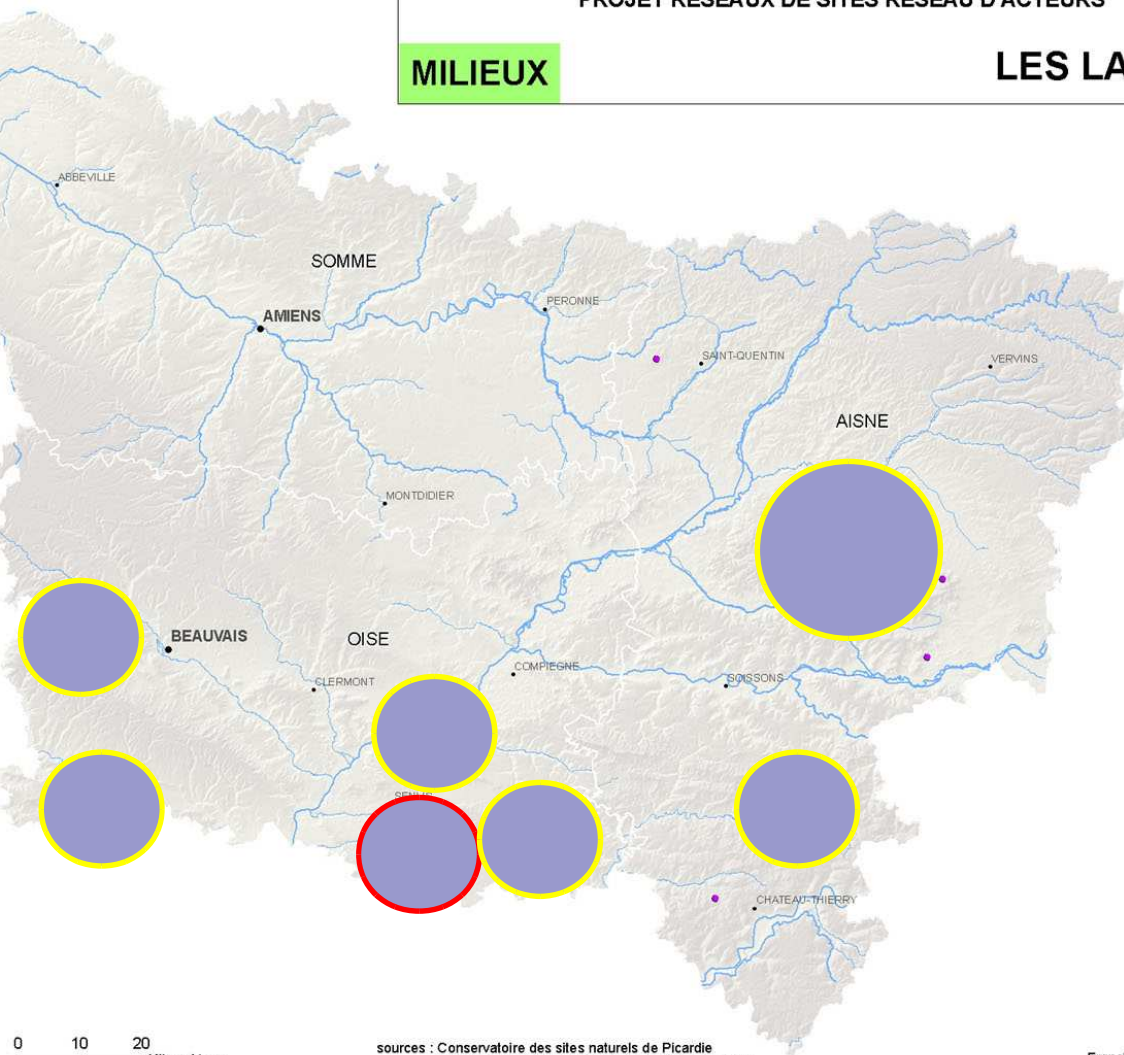 PROJET RESEAUX DE SITES RESEAU D'ACTEURS
MILIEUX
LES LA
ABBEVILLE
SOMME
AMIENS
PERONNE
SAINT-QUENTIN
VERVINS
AISNE
MONTDIDIER
BEAUVAIS
OISE
COMPIEGNE
CLERMONT
SOISSONS
SENLIS
CHATEAU-THIERRY
0 10 20
sources : Conservatoire des sites naturels de Picardie